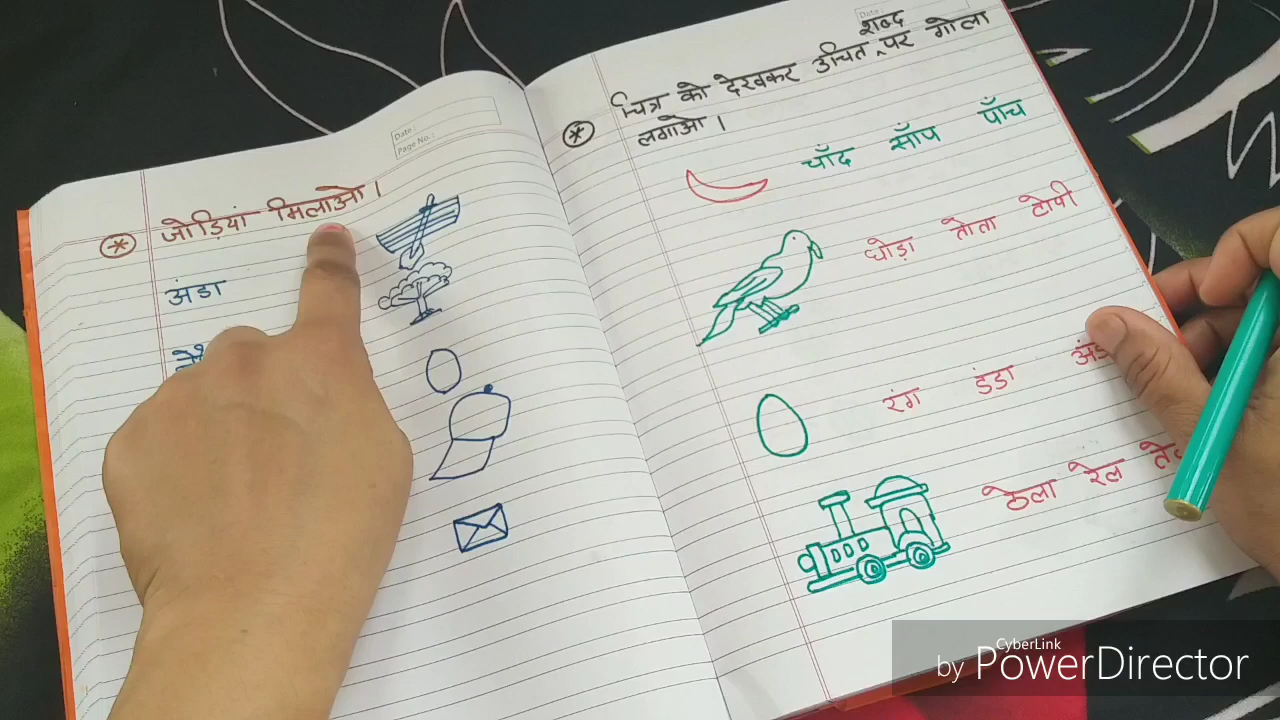 Date:
Page No.:
जोड़ियां मिलाओ।
अंडा
Date:
शब्द
चित्र को देखकर उचित ^ पर गोला
लगाओ।
चाँद साँप पाँच
घोड़ा तोता टोपी
रंग डंडा
ठेला रेल
CyberLink
by PowerDirector